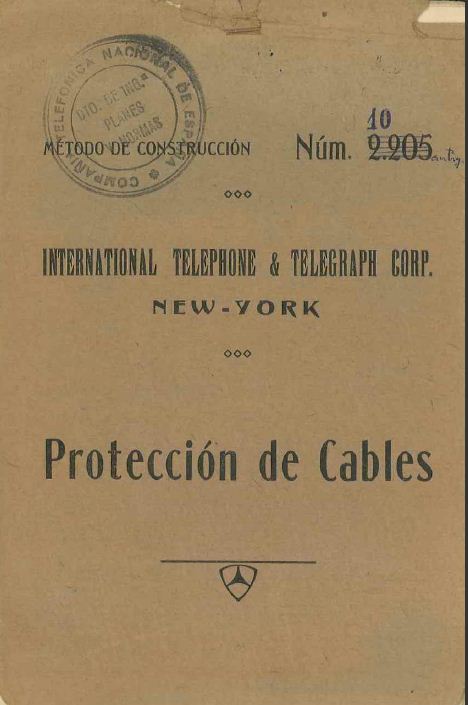 COMPAÑIA TELEFONICA NACIONAL DE ESPAÑA
DTO. DE ING.ª
PLANES
Y NORMAS
10
MÉTODO DE CONSTRUCCIÓN Núm. 2.205
INTERNATIONAL TELEPHONE & TELEGRAPH CORP.
NEW-YORK
Protección de Cables